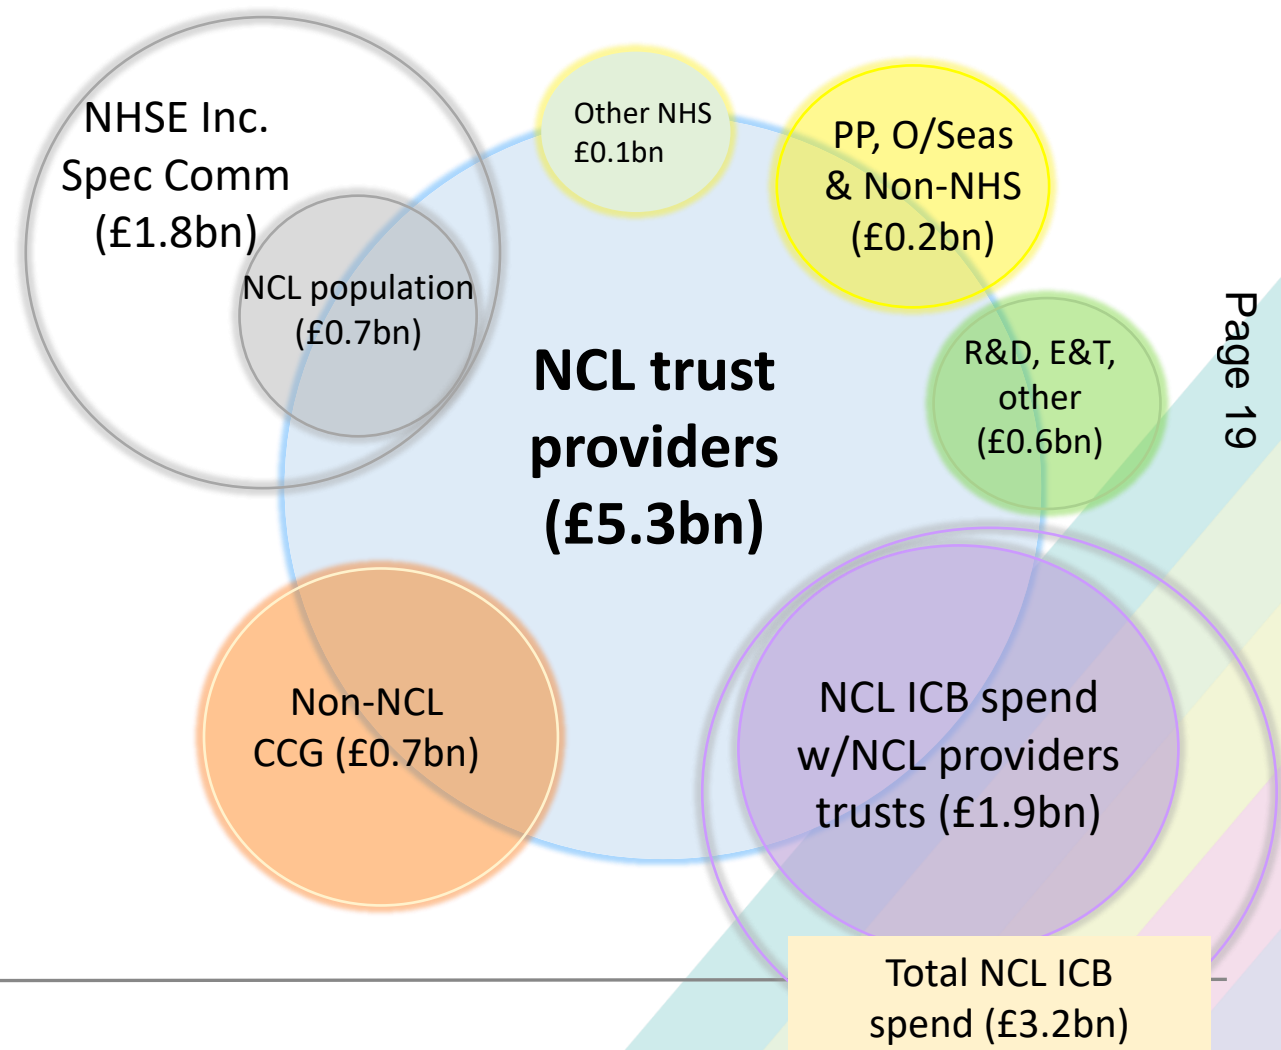 NHSE Inc.
Spec Comm
(£1.8bn)
NCL population
(£0.7bn)
Other NHS
£0.1bn
PP, O/Seas
& Non-NHS
(£0.2bn)
R&D, E&T,
other
(£0.6bn)
Page 19
NCL trust
providers
(£5.3bn)
Non-NCL
CCG (£0.7bn)
NCL ICB spend
w/NCL providers
trusts (£1.9bn)
Total NCL ICB
spend (£3.2bn)